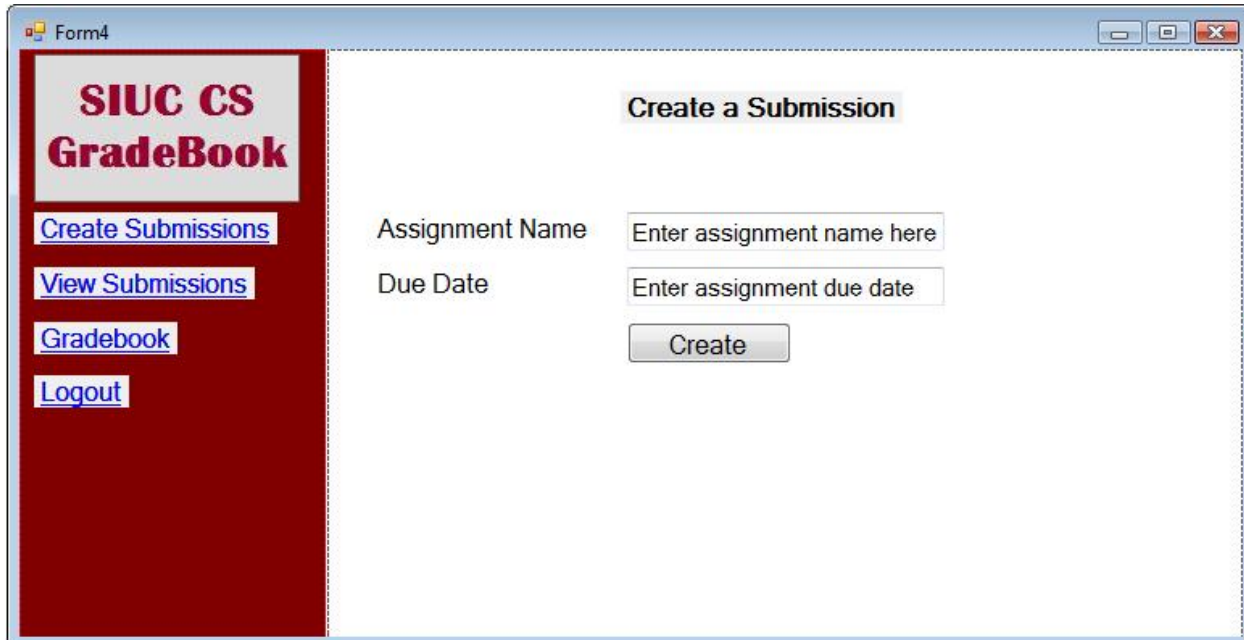 Form4
SIUC CS
GradeBook
Create Submissions
View Submissions
Gradebook
Logout
Create a Submission
Assignment Name
Enter assignment name here
Due Date
Enter assignment due date
Create